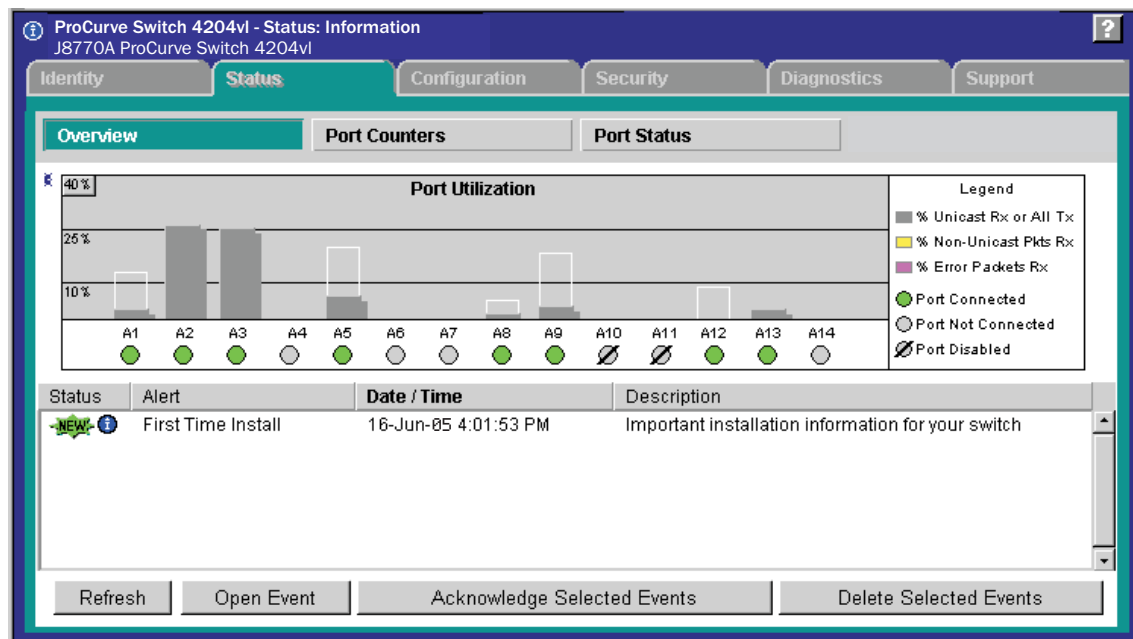 ProCurve Switch 4204vl - Status: Information
J8770A ProCurve Switch 4204vl
?
Identity Status Configuration Security Diagnostics Support
Overview Port Counters Port Status
40% Port Utilization
25%
10%
A1 A2 A3 A4 A5 A6 A7 A8 A9 A10 A11 A12 A13 A14
Legend
% Unicast Rx or All Tx
% Non-Unicast Pkts Rx
% Error Packets Rx
Port Connected
Port Not Connected
Port Disabled
Status Alert Date / Time Description
NEW! First Time Install 16-Jun-05 4:01:53 PM Important installation information for your switch
Refresh Open Event Acknowledge Selected Events Delete Selected Events